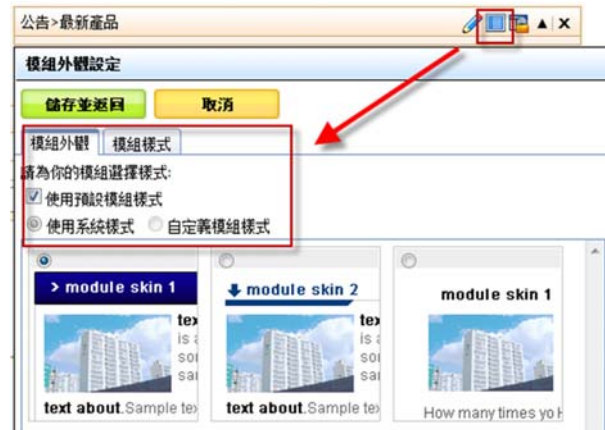 公告>最新產品
模組外觀設定
儲存並返回 取消
模組外觀 模組樣式
請為你的模組選擇樣式:
使用預設模組樣式
使用系統樣式 自定義模組樣式
> module skin 1
module skin 2
module skin 1
text about.Sample
text about.Sample
How many times yo